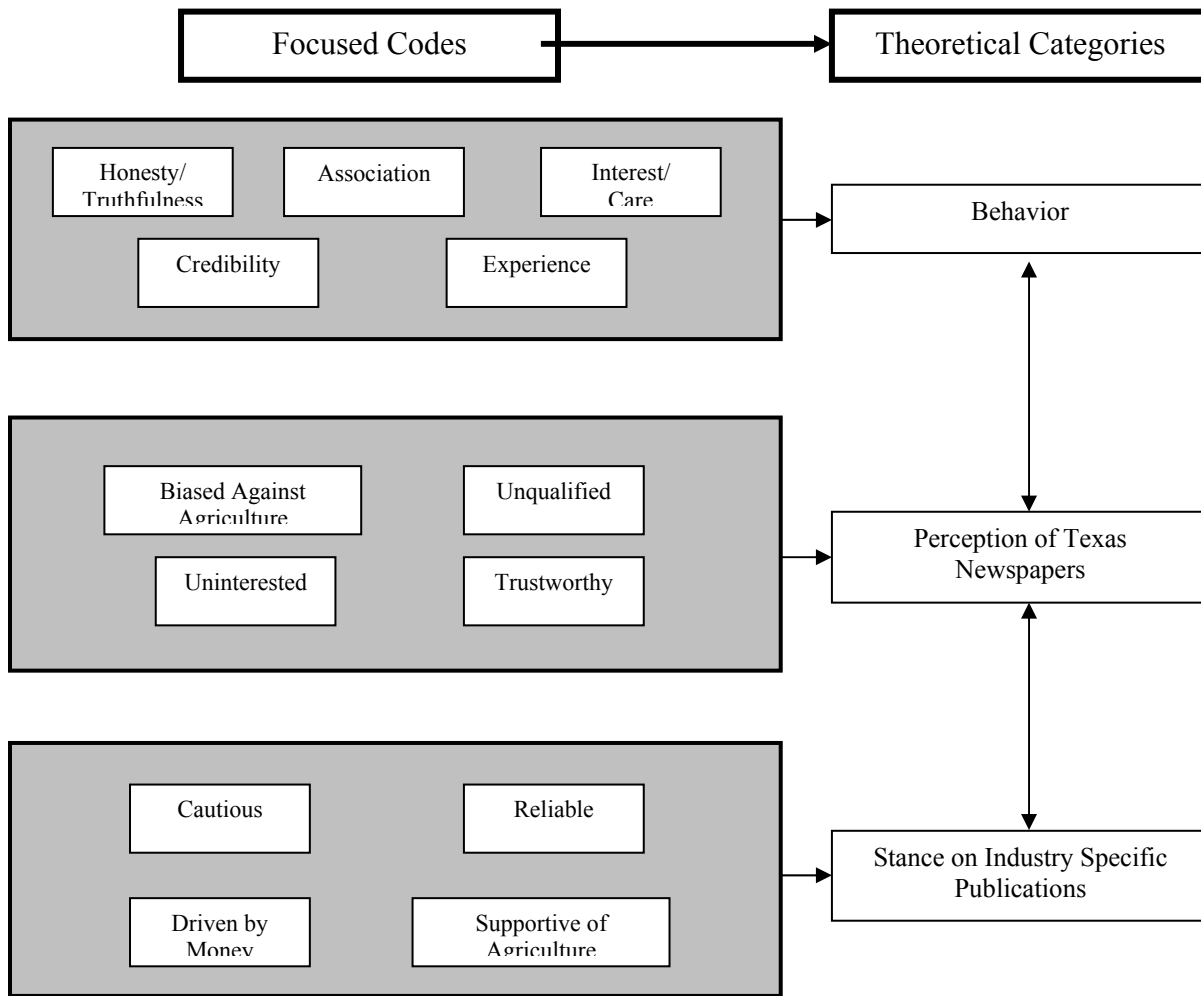 Focused Codes
Theoretical Categories
Honesty/
Truthfulness
Association
Interest/
Care
Credibility
Experience
Behavior
Biased Against
Agriculture
Unqualified
Uninterested
Trustworthy
Perception of Texas
Newspapers
Cautious
Reliable
Driven by
Money
Supportive of
Agriculture
Stance on Industry Specific
Publications